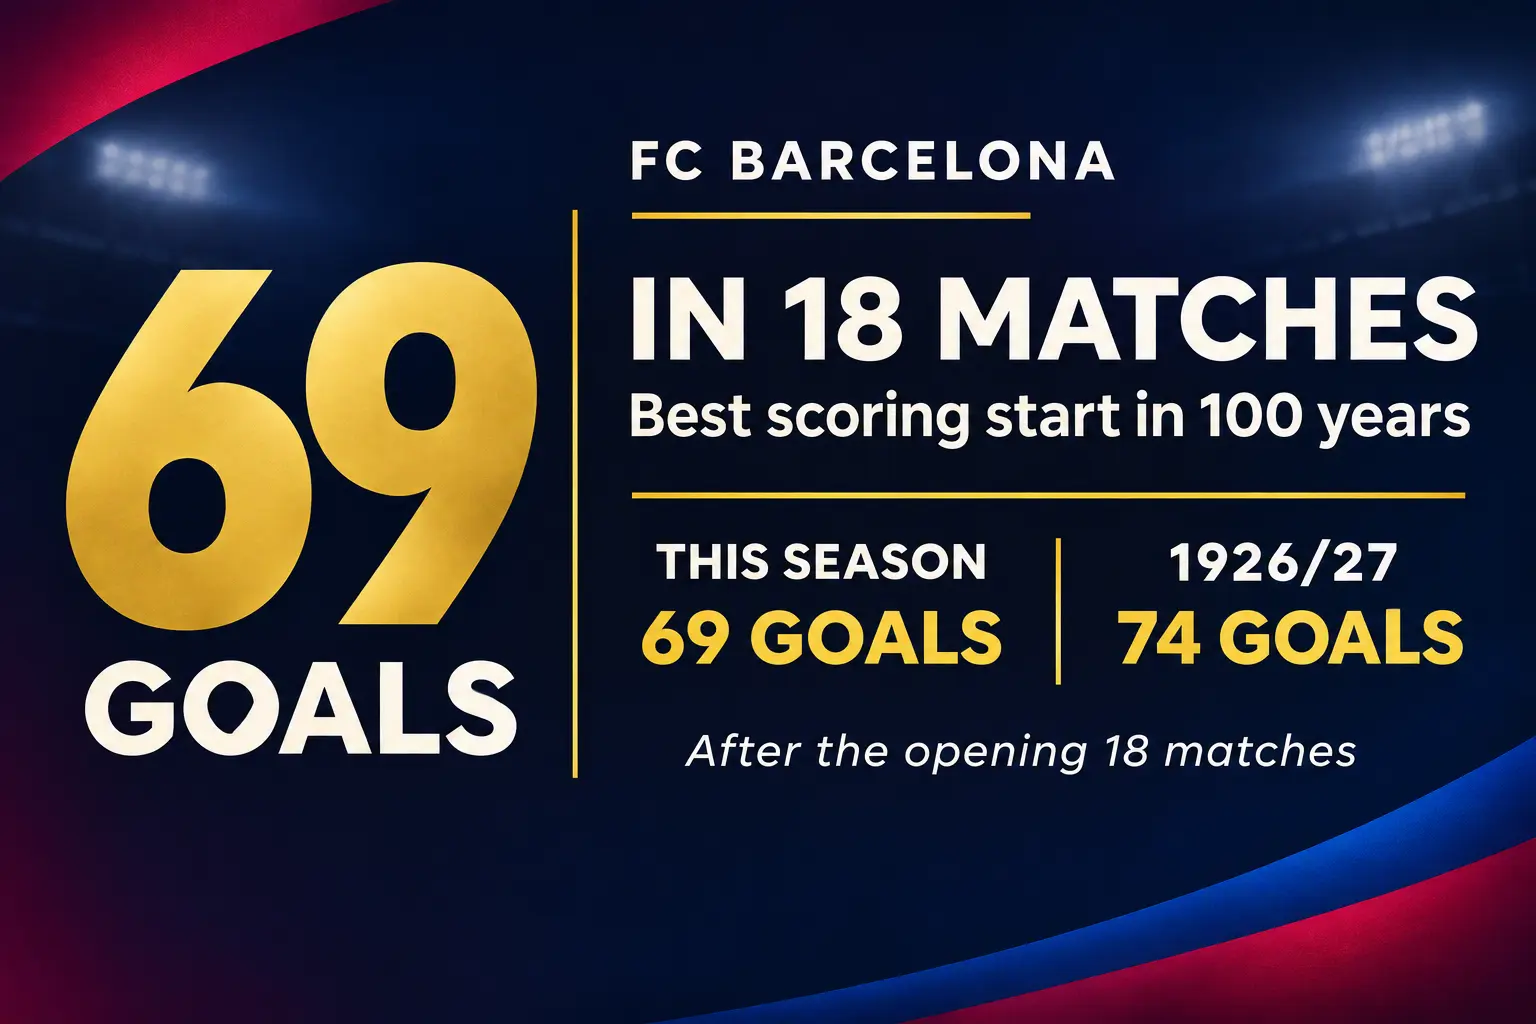 69
GOALS
FC BARCELONA
IN 18 MATCHES
Best scoring start in 100 years
THIS SEASON
69 GOALS
1926/27
74 GOALS
After the opening 18 matches